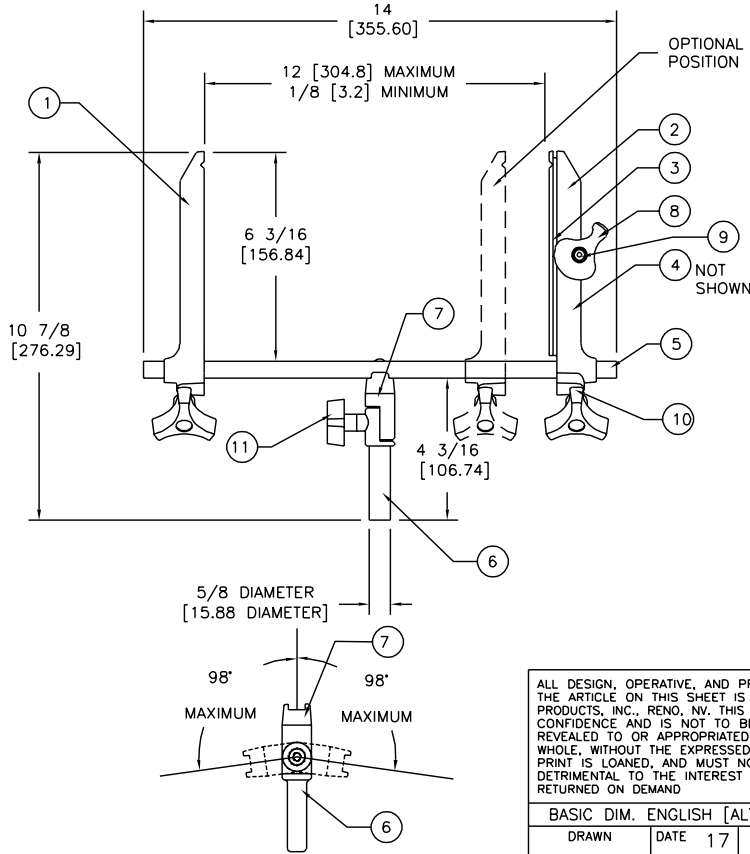 14
[355.60]
OPTIONAL
POSITION
12 [304.8] MAXIMUM
1/8 [3.2] MINIMUM
1
2
3
6 3/16
[156.84]
8
9
4
NOT
SHOWN
10 7/8
[276.29]
7
5
10
11
4 3/16
[106.74]
6
5/8 DIAMETER
[15.88 DIAMETER]
7
98°
98°
MAXIMUM
MAXIMUM
6
ALL DESIGN, OPERATIVE, AND
THE ARTICLE ON THIS SHEET IS
PRODUCTS, INC., RENO, NV. THIS
CONFIDENCE AND IS NOT TO BE
REVEALED TO OR APPROPRIATED
WHOLE, WITHOUT THE EXPRESSED
PRINT IS LOANED, AND MUST
DETRIMENTAL TO THE INTEREST
RETURNED ON DEMAND
BASIC DIM. ENGLISH
DRAWN DATE 17